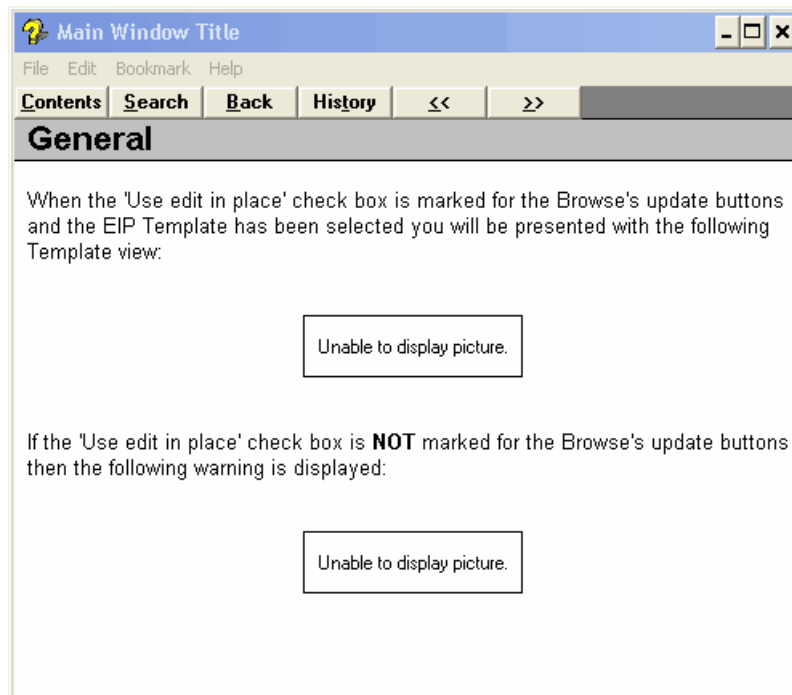 Main Window Title
File Edit Bookmark Help
Contents Search Back History << >>
General
When the 'Use edit in place' check box is marked for the Browse's update buttons
and the EIP Template has been selected you will be presented with the following
Template view:
Unable to display picture.
If the 'Use edit in place' check box is NOT marked for the Browse's update buttons
then the following warning is displayed:
Unable to display picture.